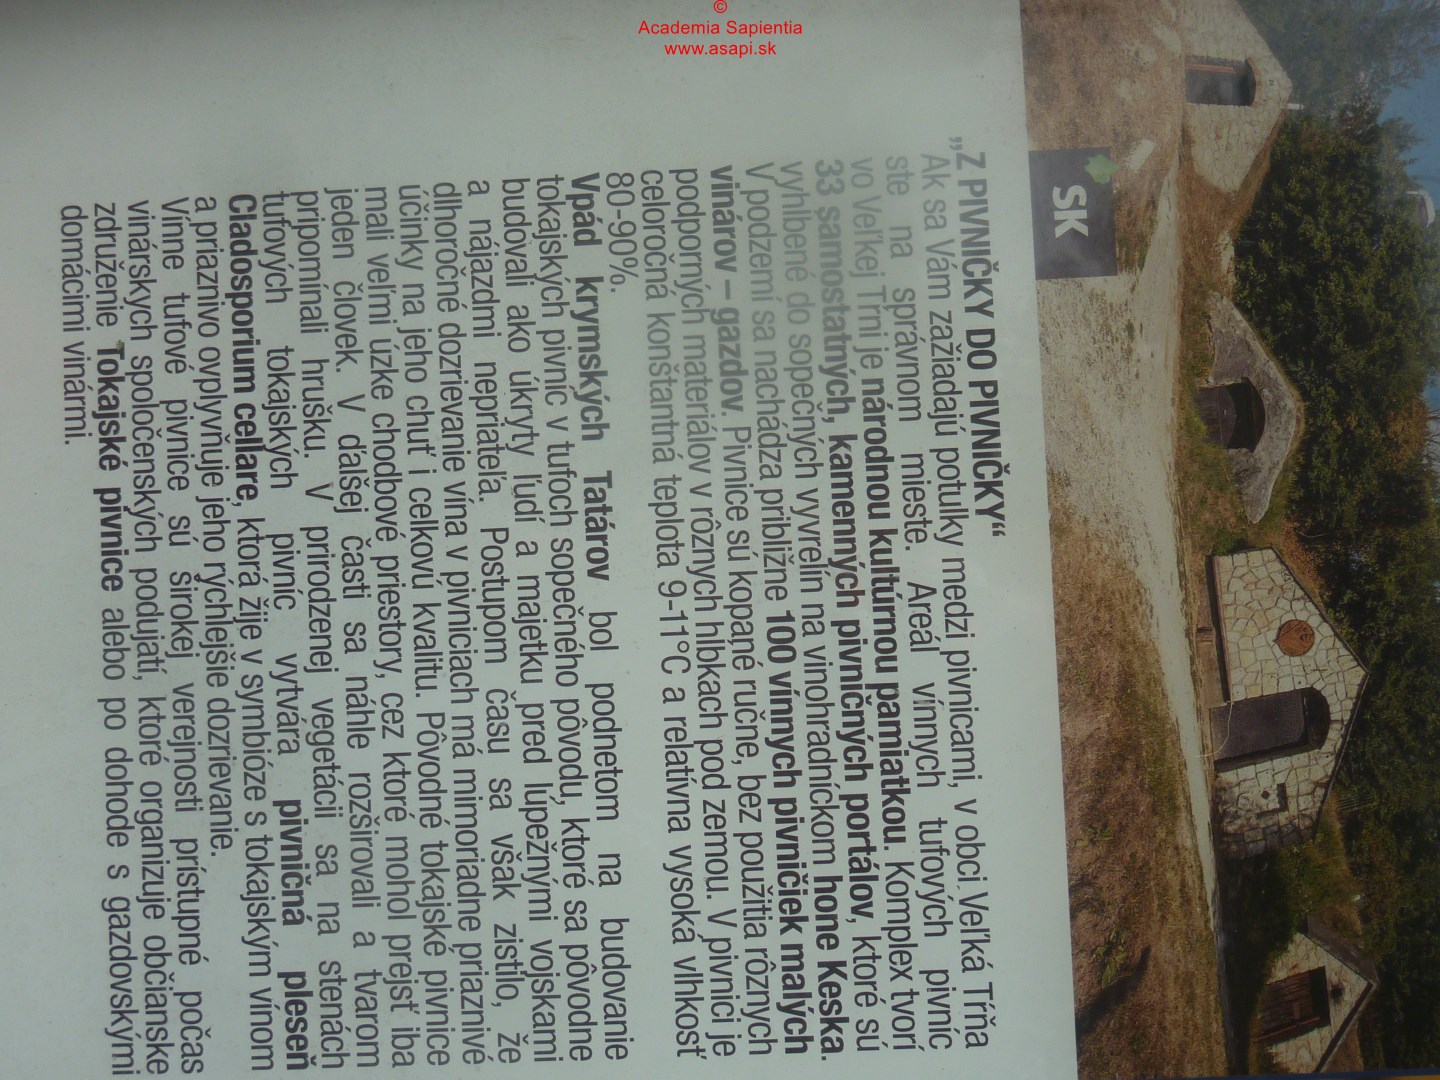 ©
Academia Sapientia
www.asapi.sk
SK
„Z PIVNIČKY DO PIVNIČKY“
Ak sa Vám zažiadajú potulky medzi pivnicami, v obci Veľká Tŕňa
ste na správnom mieste. Areál vínnych tufových pivníc
vo Veľkej Tŕni je národnou kultúrnou pamiatkou. Komplex tvorí
33 samostatných, kamenných pivničných portálov, ktoré sú
vyhĺbené do sopečných vyvrelín na vinohradníckom hone Keska.
V podzemí sa nachádza približne 100 vínnych pivničiek malých
vinárov – gazdov. Pivnice sú kopané ručne, bez použitia rôznych
podporných materiálov v rôznych hĺbkach pod zemou. V pivnici je
celoročná konštantná teplota 9-11°C a relatívna vysoká vlhkosť
80-90%.
Vpád krymských Tatárov bol podnetom na budovanie
tokajských pivníc v tufoch sopečného pôvodu, ktoré sa pôvodne
budovali ako úkryty ľudí a majetku pred lúpežnými vojskami
a nájazdmi nepriateľa. Postupom času sa však zistilo, že
dlhoročné dozrievanie vína v pivniciach má mimoriadne priaznivé
účinky na jeho chuť i celkovú kvalitu. Pôvodné tokajské pivnice
mali veľmi úzke chodbové priestory, cez ktoré mohol prejsť iba
jeden človek. V ďalšej časti sa náhle rozširovali a tvarom
pripomínali hrušku. V prirodzenej vegetácii sa na stenách
tufových tokajských pivníc vytvára pivničná pleseň
Cladosporium cellare, ktorá žije v symbióze s tokajským vínom
a priaznivo ovplyvňuje jeho rýchlejšie dozrievanie.
Vínne tufové pivnice sú širokej verejnosti prístupné počas
vinárskych spoločenských podujatí, ktoré organizuje občianske
združenie Tokajské pivnice alebo po dohode s gazdovskými
domácimi vinármi.